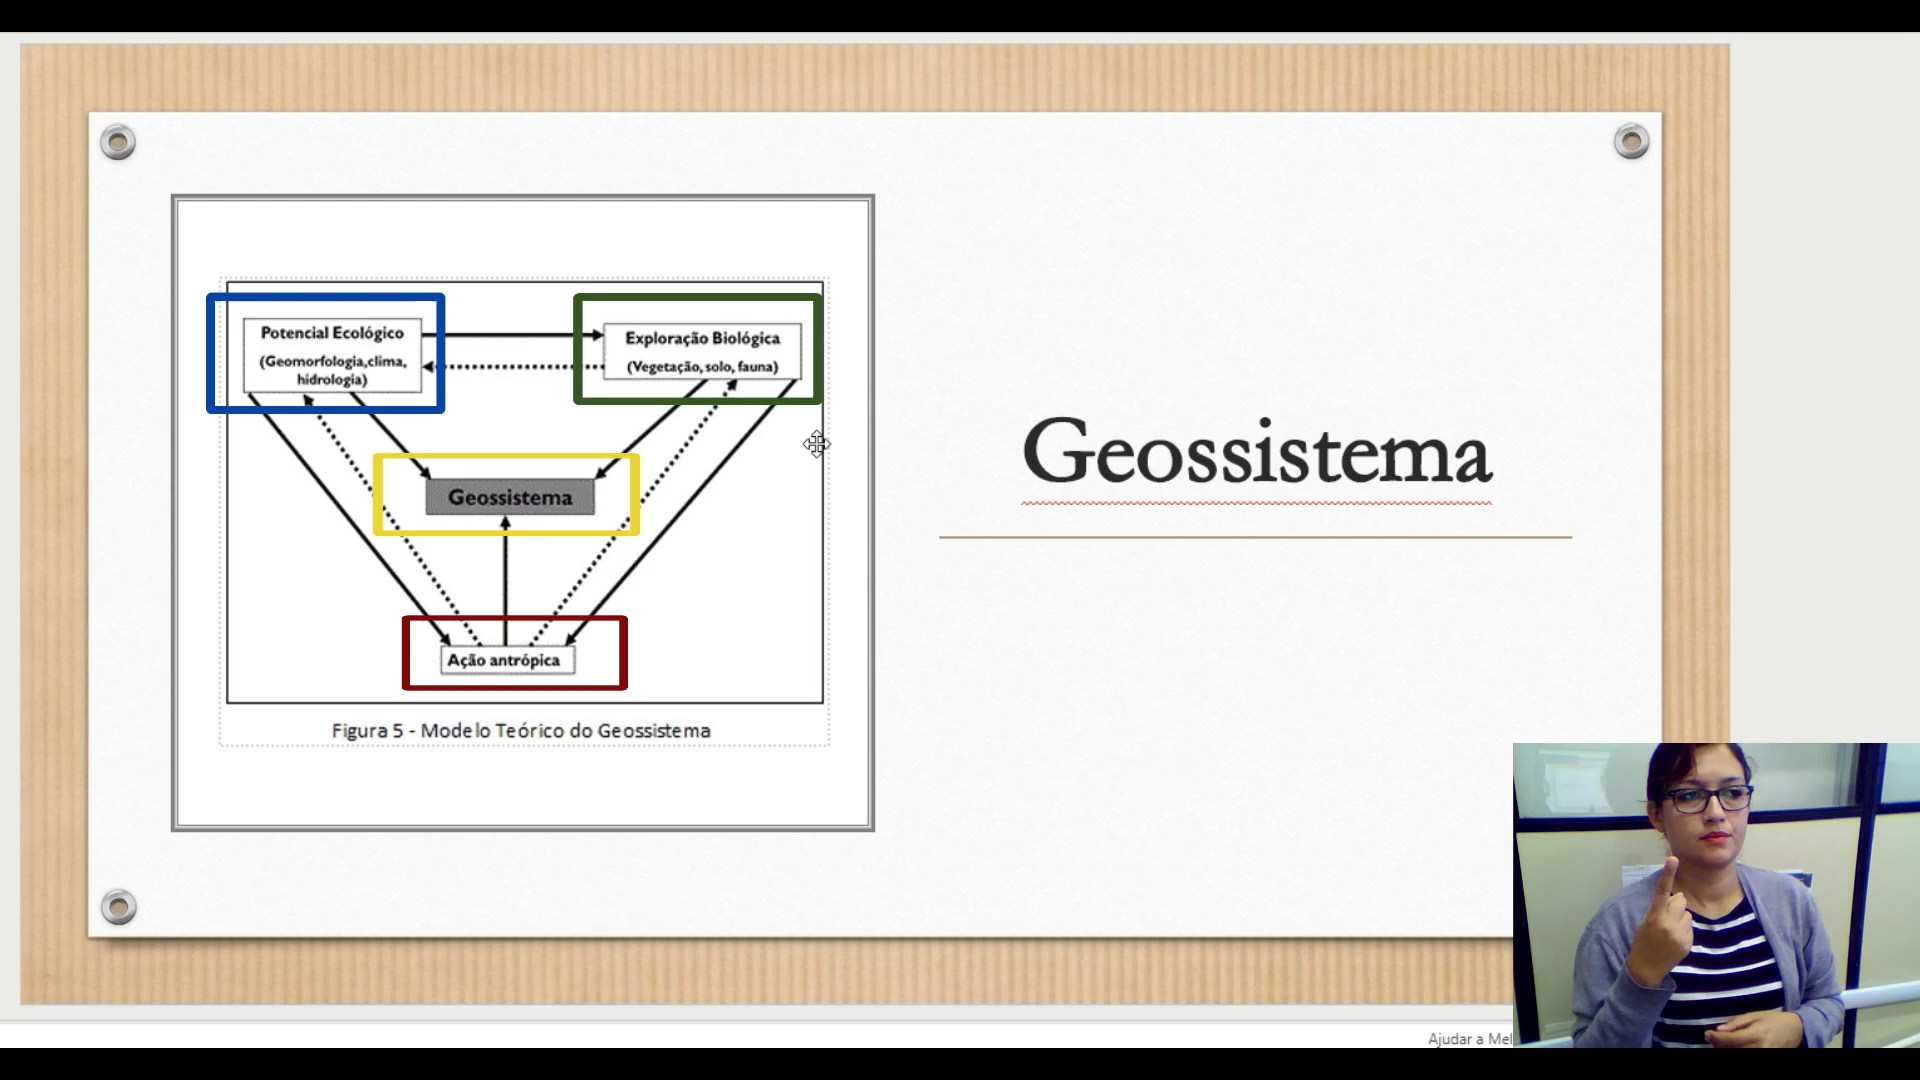 Potencial Ecológico
(Geomorfologia,clima,
hidrologia)
Exploração Biológica
(Vegetação, solo, fauna)
Geossistema
Ação antrópica
Figura 5 - Modelo Teórico do Geossistema
Geossistema
Ajudar a Mel